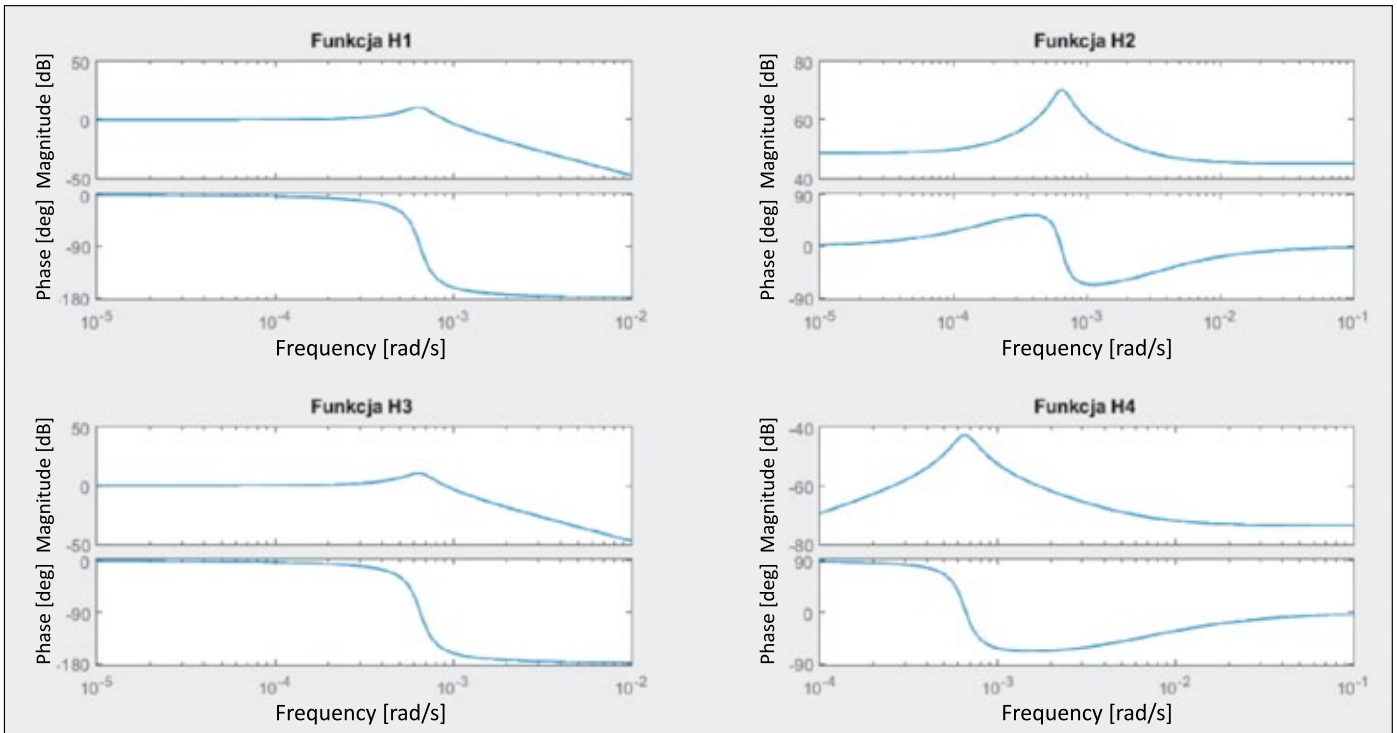 Funkcja H1
Magnitude [dB]
50
0
-50
Phase [deg]
0
-90
-180
10-5
10-4
10-3
10-2
Frequency [rad/s]
Funkcja H2
Magnitude [dB]
80
60
40
Phase [deg]
90
0
-90
10-5
10-4
10-3
10-2
10-1
Frequency [rad/s]
Funkcja H3
Magnitude [dB]
50
0
-50
Phase [deg]
0
-90
-180
10-5
10-4
10-3
10-2
Frequency [rad/s]
Funkcja H4
Magnitude [dB]
-40
-60
-80
Phase [deg]
90
0
-90
10-4
10-3
10-2
10-1
Frequency [rad/s]